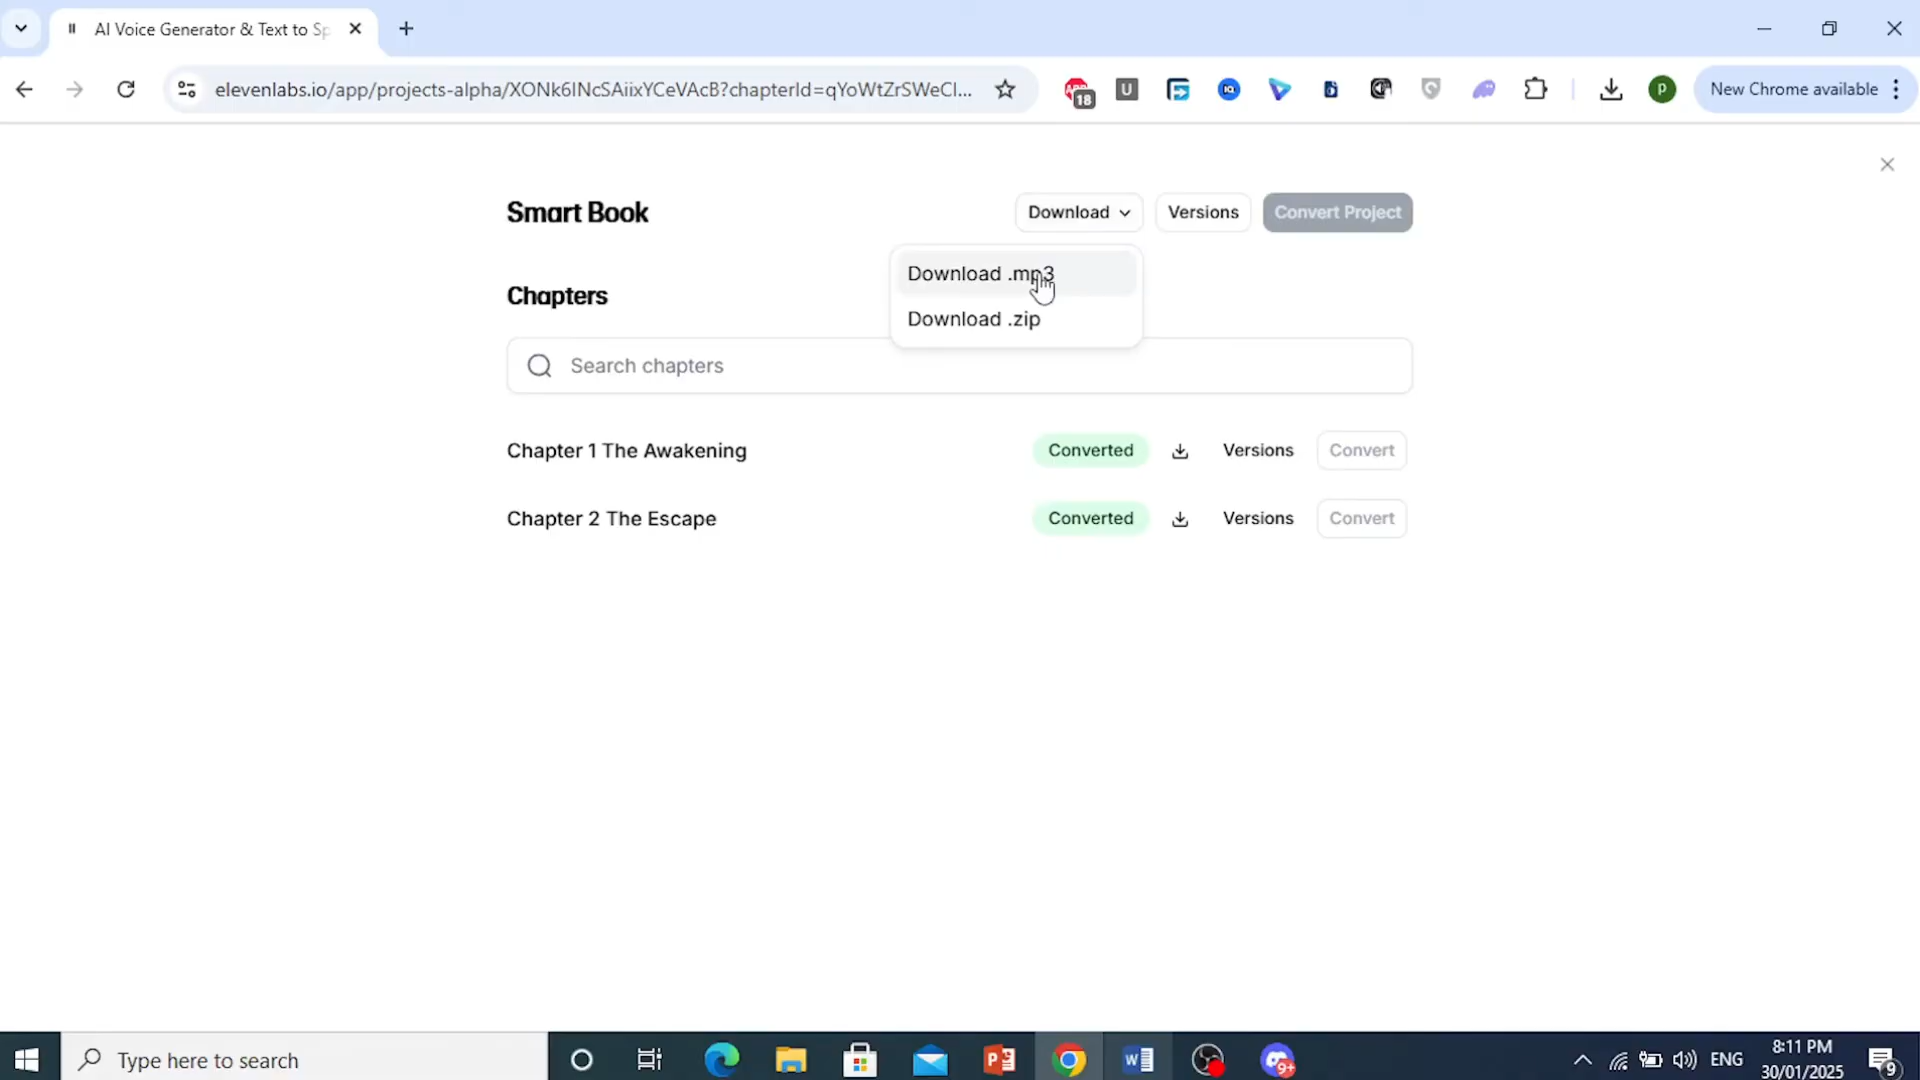 AI Voice Generator & Text to Sp
elevenlabs.io/app/projects-alpha/XONk6INcSAiixYCeVAcB?chapterId=qYoWtZrSWeCl...
18
U
IQ
P
New Chrome available
Smart Book
Download
Versions
Convert Project
Download .mp3
Download .zip
Chapters
Search chapters
Chapter 1 The Awakening
Converted
Versions
Convert
Chapter 2 The Escape
Converted
Versions
Convert
Type here to search
9+
ENG
8:11 PM
30/01/2025
9